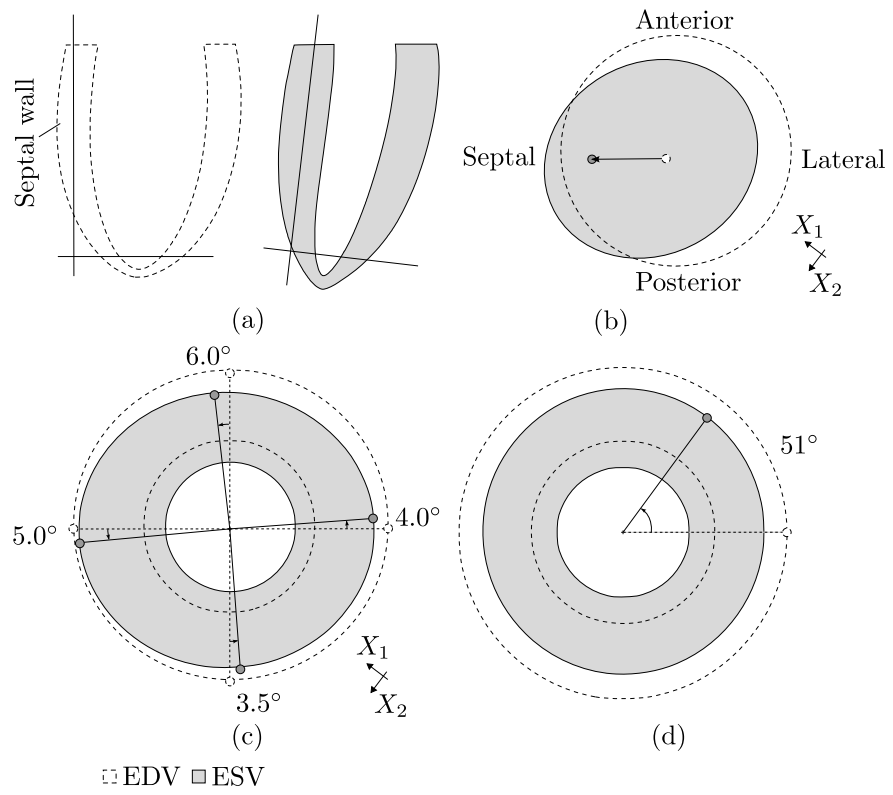 Septal wall
(a)
Anterior
Septal
Lateral
X₁
X₂
Posterior
(b)
6.0°
5.0°
4.0°
3.5°
X₁
X₂
(c)
51°
(d)
EDV ESV